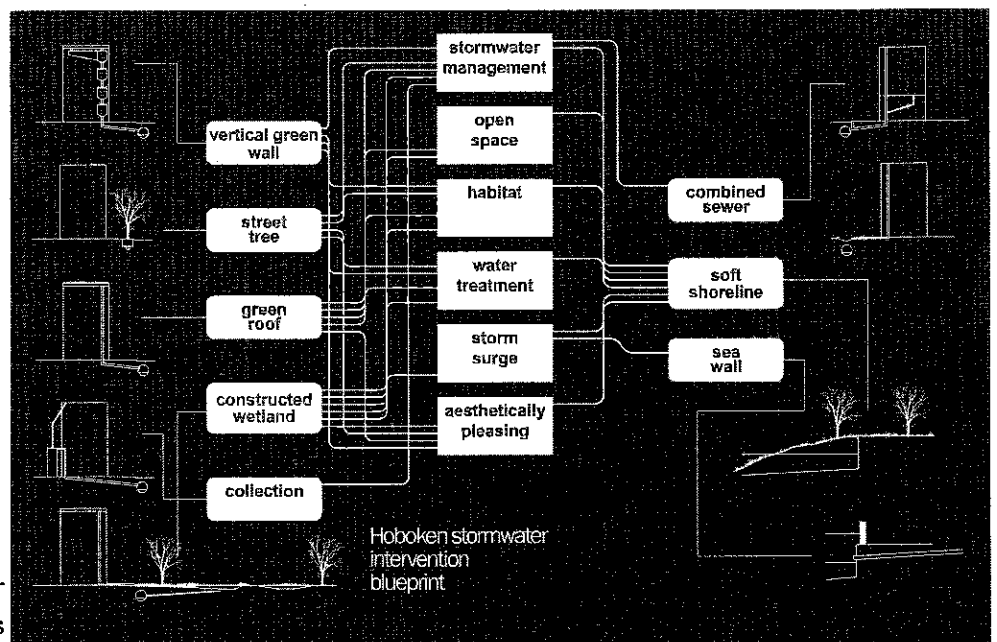 stormwater
management
vertical green
wall
open
space
habitat
combined
sewer
street
tree
water
treatment
soft
shoreline
green
roof
storm
surge
sea
wall
constructed
wetland
aesthetically
pleasing
collection
Hoboken stormwater
intervention
blueprint